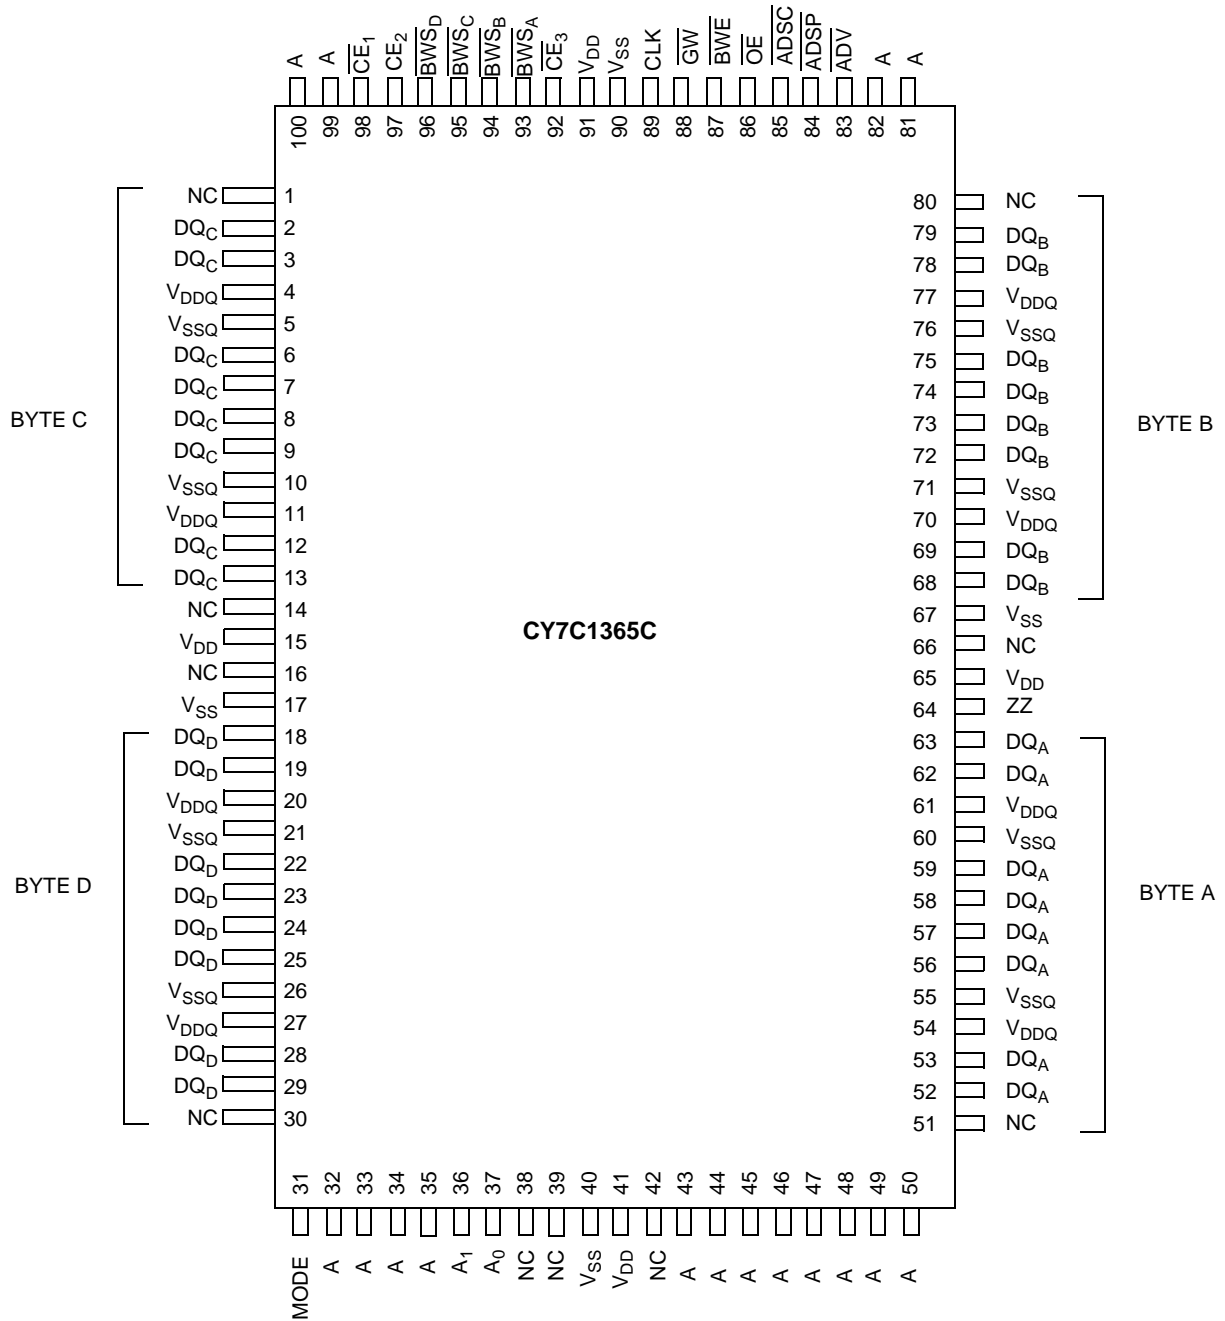 A A CE1 CE2 BWSD BWSC BWSB BWSA CE3 VDD VSS CLK GW BWE OE ADSC ADSP ADV A A
100 99 98 97 96 95 94 93 92 91 90 89 88 87 86 85 84 83 82 81
NC 1 80 NC
DQC 2 79 DQB
DQC 3 78 DQB
VDDQ 4 77 VDDQ
VSSQ 5 76 VSSQ
DQC 6 75 DQB
DQC 7 74 DQB
BYTE C DQC 8 73 DQB BYTE B
DQC 9 72 DQB
VSSQ 10 71 VSSQ
VDDQ 11 70 VDDQ
DQC 12 69 DQB
DQC 13 68 DQB
NC 14 67 VSS
CY7C1365C
VDD 15 66 NC
NC 16 65 VDD
VSS 17 64 ZZ
DQD 18 63 DQA
DQD 19 62 DQA
VDDQ 20 61 VDDQ
VSSQ 21 60 VSSQ
DQD 22 59 DQA
BYTE D DQD 23 58 DQA BYTE A
DQD 24 57 DQA
DQD 25 56 DQA
VSSQ 26 55 VSSQ
VDDQ 27 54 VDDQ
DQD 28 53 DQA
DQD 29 52 DQA
NC 30 51 NC
31 32 33 34 35 36 37 38 39 40 41 42 43 44 45 46 47 48 49 50
MODE A A A A A1 A0 NC NC VSS VDD NC A A A A A A A A